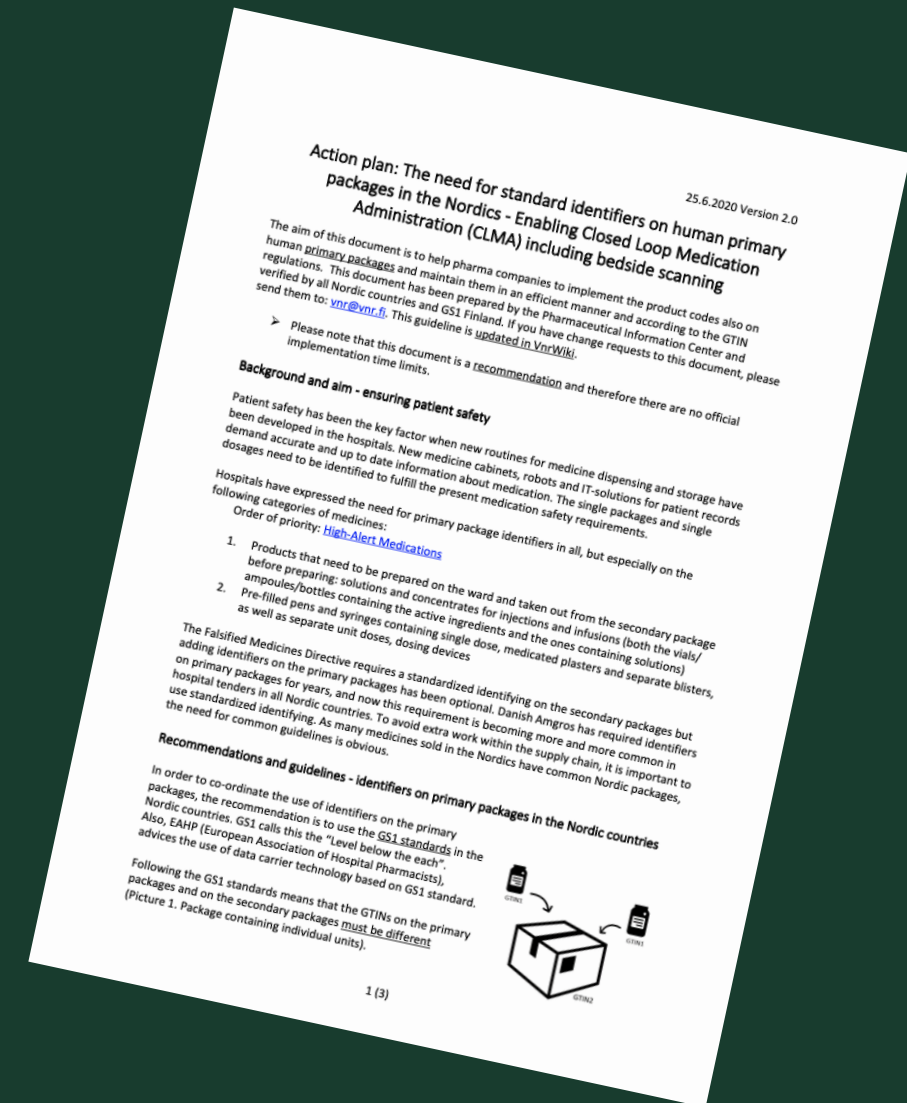 25.6.2020 Version 2.0
Action plan: The need for standard identifiers on human primary
packages in the Nordics - Enabling Closed Loop Medication
Administration (CLMA) including bedside scanning
The aim of this document is to help pharma companies to implement the product codes also on
human primary packages and maintain them in an efficient manner and according to the GTIN
regulations. This document has been prepared by the Pharmaceutical Information Center and
verified by all Nordic countries and GS1 Finland. If you have change requests to this document, please
send them to: vnr@vnr.fi. This guideline is updated in VnrWiki.
➢ Please note that this document is a recommendation and therefore there are no official
implementation time limits.
Background and aim - ensuring patient safety
Patient safety has been the key factor when new routines for medicine dispensing and storage have
been developed in the hospitals. New medicine cabinets, robots and IT-solutions for patient records
demand accurate and up to date information about medication. The single packages and single
dosages need to be identified to fulfill the present medication safety requirements.
Hospitals have expressed the need for primary package identifiers in all, but especially on the
following categories of medicines:
Order of priority: High-Alert Medications
1. Products that need to be prepared on the ward and taken out from the secondary package
before preparing: solutions and concentrates for injections and infusions (both the vials/
ampoules/bottles containing the active ingredients and the ones containing solutions)
2. Pre-filled pens and syringes containing single dose, medicated plasters and separate blisters,
as well as separate unit doses, dosing devices
The Falsified Medicines Directive requires a standardized identifying on the secondary packages but
adding identifiers on the primary packages has been optional. Danish Amgros has required identifiers
on primary packages for years, and now this requirement is becoming more and more common in
hospital tenders in all Nordic countries. To avoid extra work within the supply chain, it is important to
use standardized identifying. As many medicines sold in the Nordics have common Nordic packages,
the need for common guidelines is obvious.
Recommendations and guidelines - identifiers on primary packages in the Nordic countries
In order to co-ordinate the use of identifiers on the primary
packages, the recommendation is to use the GS1 standards in the
Nordic countries. GS1 calls this the “Level below the each”.
Also, EAHP (European Association of Hospital Pharmacists),
advices the use of data carrier technology based on GS1 standard.
Following the GS1 standards means that the GTINs on the primary
packages and on the secondary packages must be different
(Picture 1. Package containing individual units).
GTIN1
GTIN1
GTIN2
1 (3)